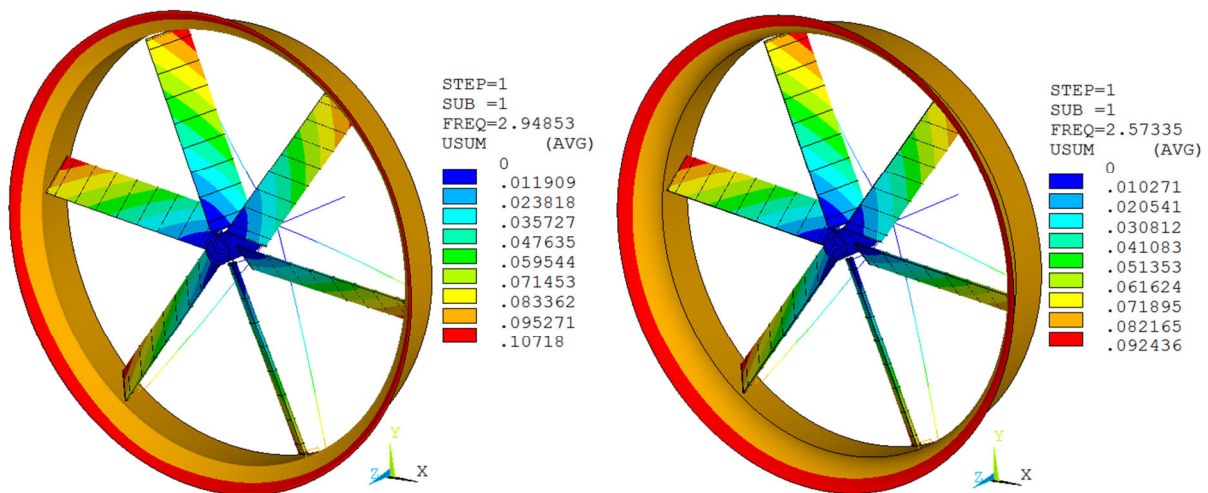 STEP=1
SUB =1
FREQ=2.94853
USUM (AVG)
0
.011909
.023818
.035727
.047635
.059544
.071453
.083362
.095271
.10718
Y
Z X
STEP=1
SUB =1
FREQ=2.57335
USUM (AVG)
0
.010271
.020541
.030812
.041083
.051353
.061624
.071895
.082165
.092436
Y
Z X